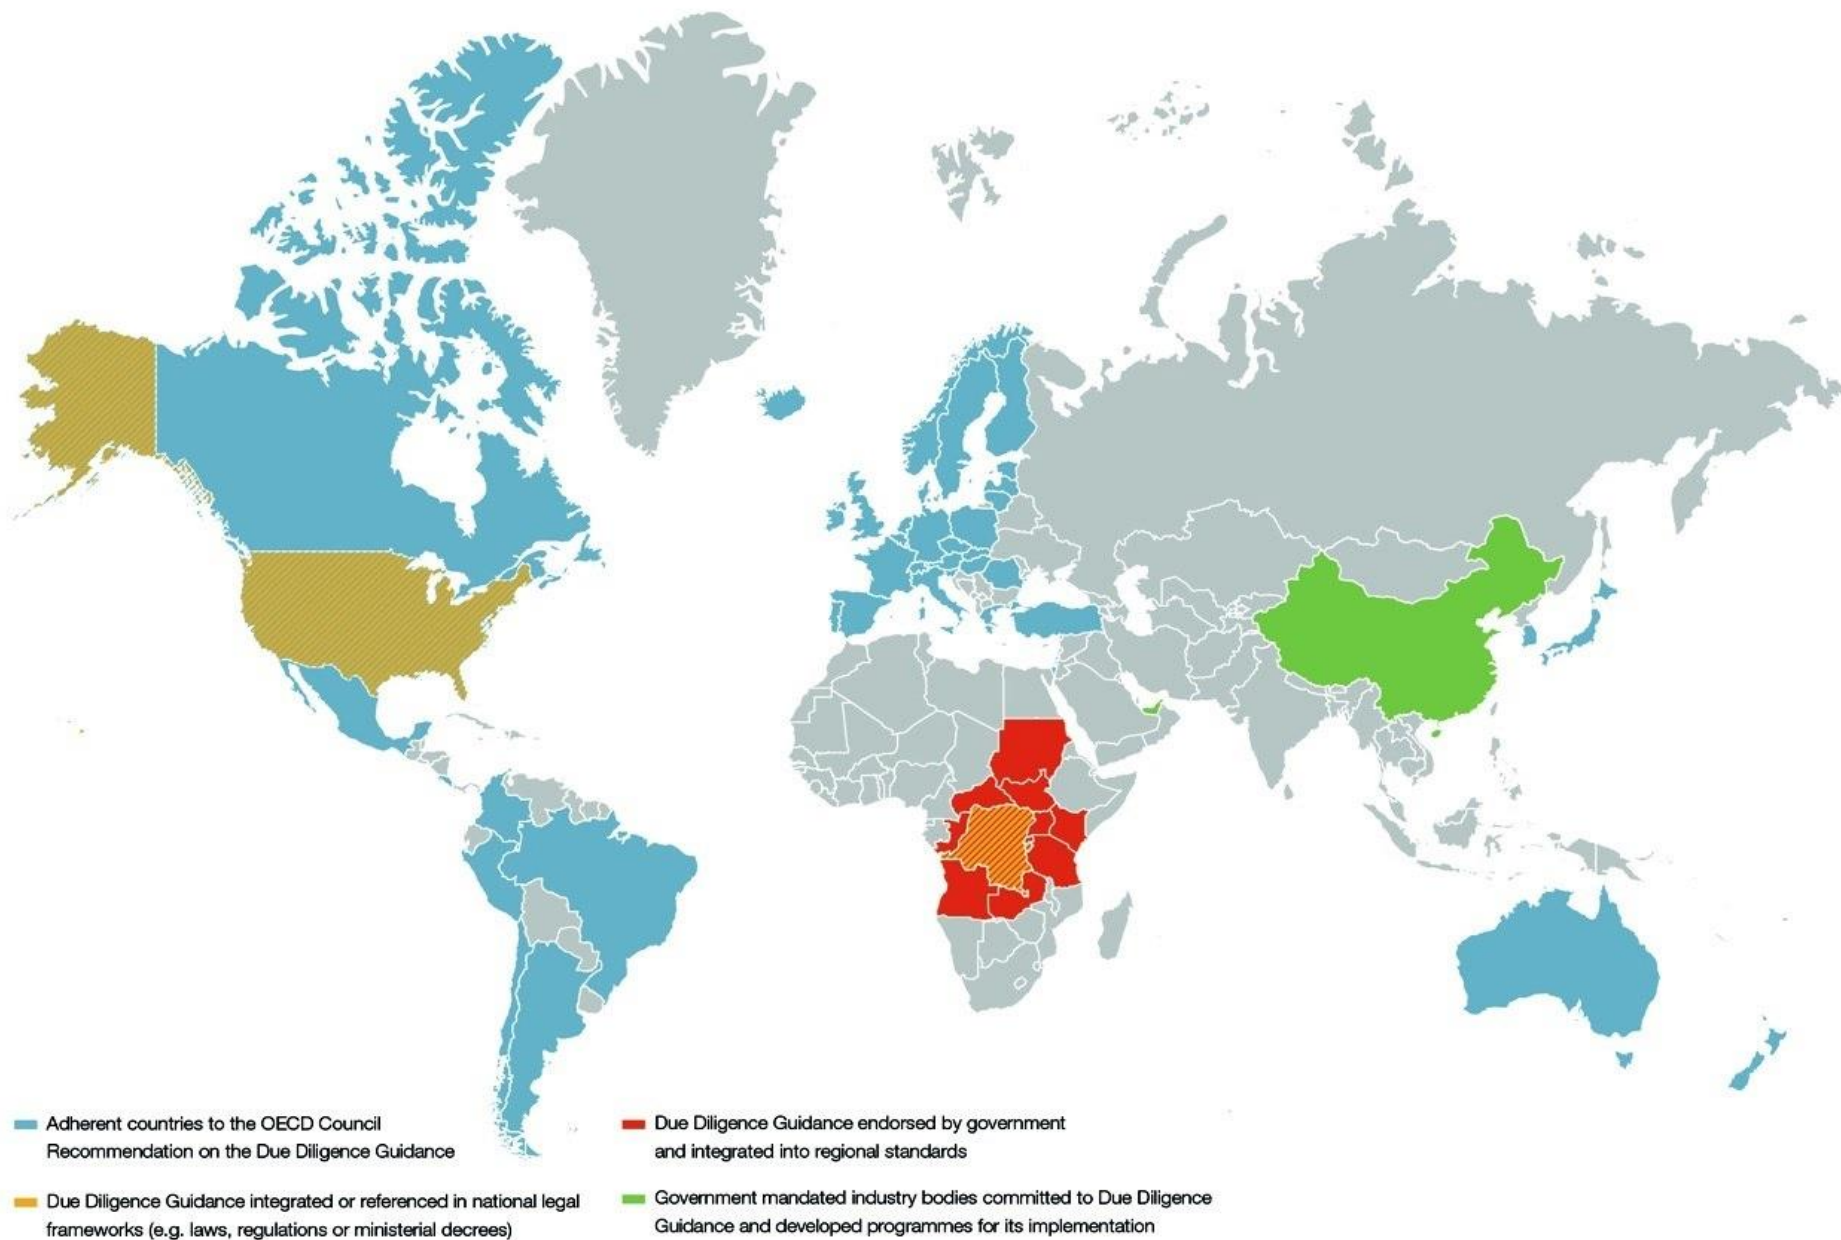 Adherent countries to the OECD Council
Recommendation on the Due Diligence Guidance
Due Diligence Guidance integrated or referenced in national legal
frameworks (e.g. laws, regulations or ministerial decrees)
Due Diligence Guidance endorsed by government
and integrated into regional standards
Government mandated industry bodies committed to Due Diligence
Guidance and developed programmes for its implementation